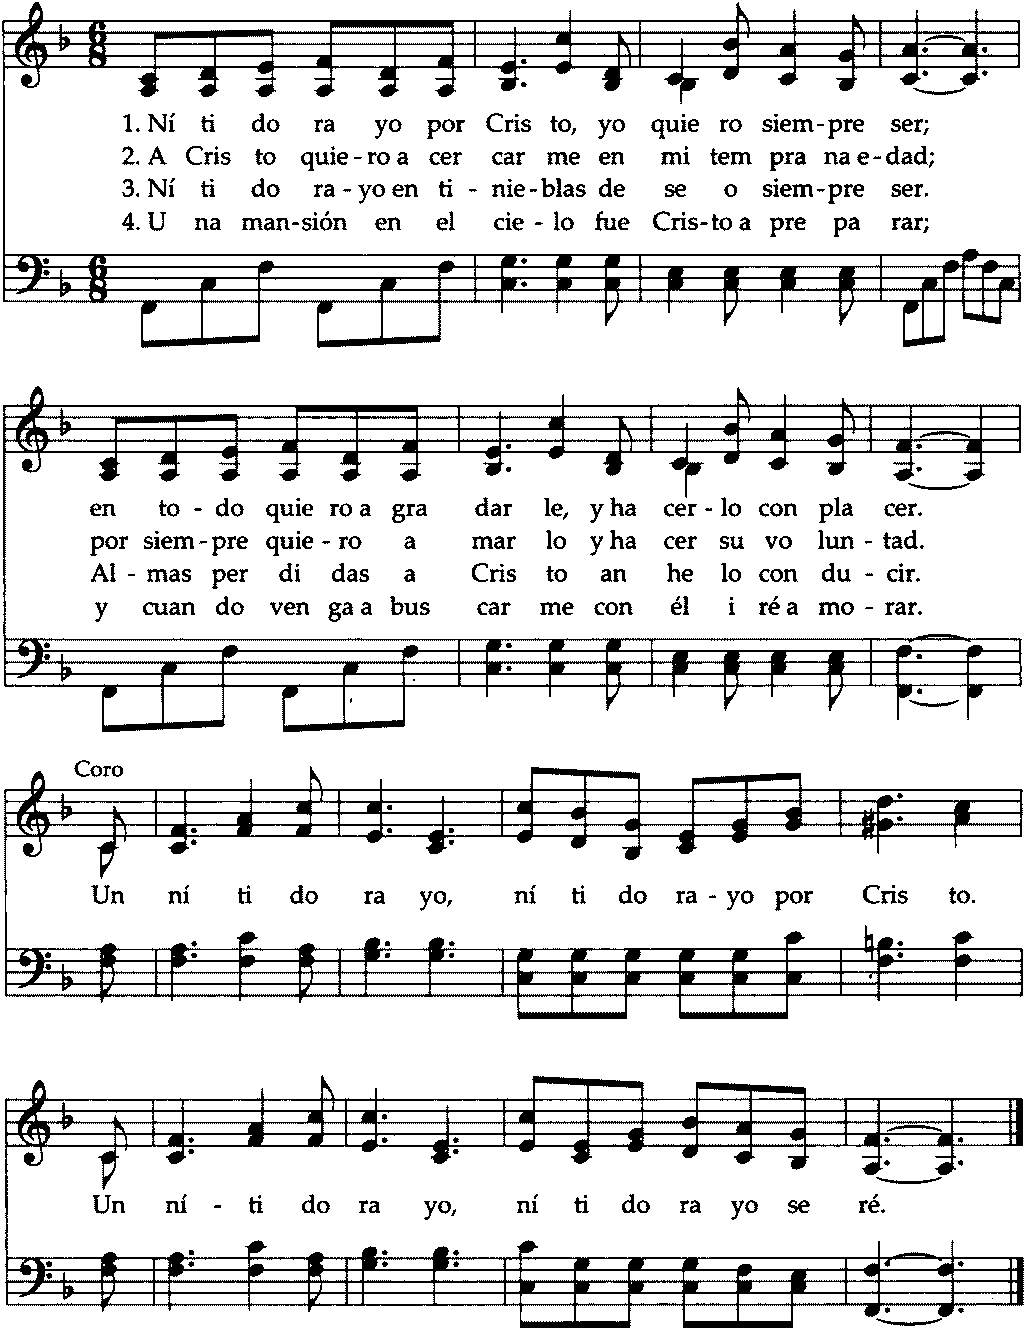 1. Ní ti do ra yo por Cris to, yo quie ro siem-pre ser;
2. A Cris to quie-ro a cer car me en mi tem pra na e-dad;
3. Ní ti do ra-yo en ti-nie-blas de se o siem-pre ser.
4. U na man-sión en el cie-lo fue Cris-to a pre pa rar;
en to-do quie ro a gra dar le, y ha cer-lo con pla cer.
por siem-pre quie-ro a mar lo y ha cer su vo lun-tad.
Al-mas per di das a Cris to an he lo con du-cir.
y cuan do ven ga a bus car me con él i ré a mo-rar.
Coro
Un ní ti do ra yo, ní ti do ra-yo por Cris to.
Un ní-ti do ra yo, ní ti do ra yo se ré.